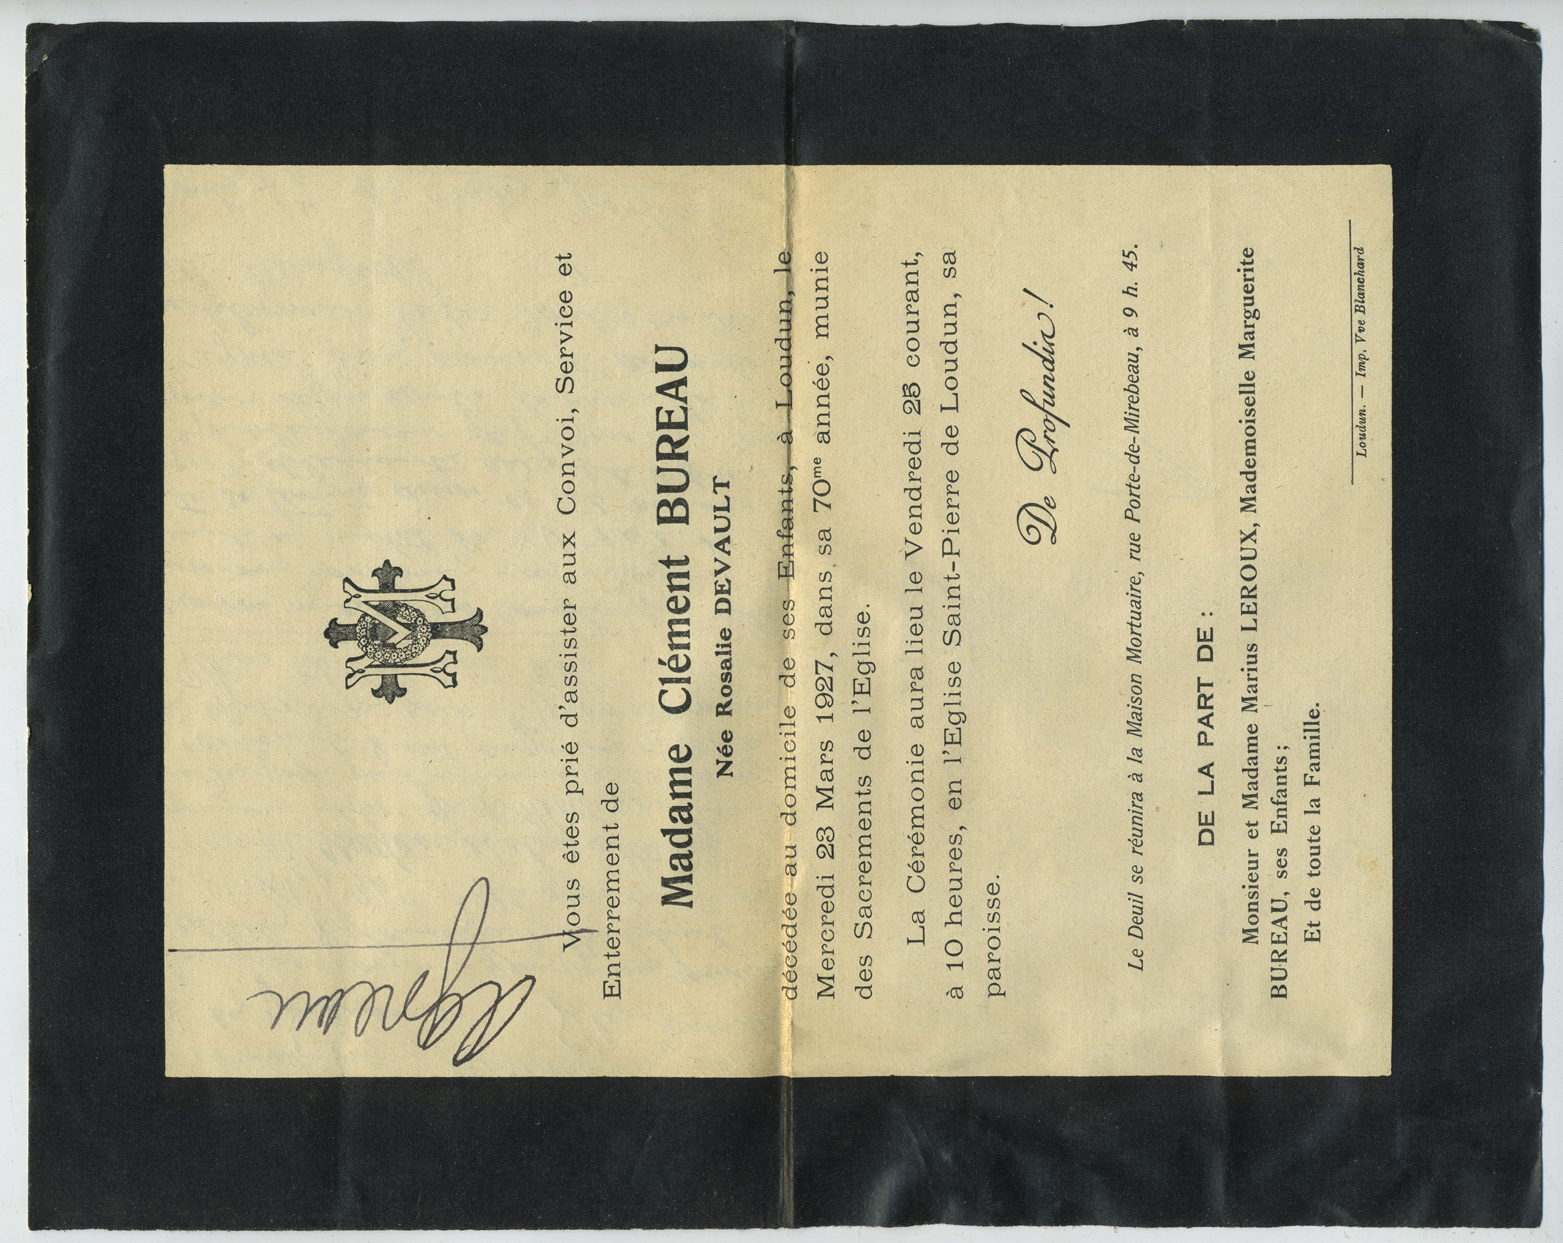 Vous êtes prié d'assister aux Convoi, Service et
Enterrement de
Madame Clément BUREAU
Née Rosalie DEVAULT
décédée au domicile de ses Enfants, à Loudun, le
Mercredi 23 Mars 1927, dans sa 70me année, munie
des Sacrements de l'Eglise.
La Cérémonie aura lieu le Vendredi 25 courant,
à 10 heures, en l'Eglise Saint-Pierre de Loudun, sa
paroisse.
De Profundis!
Le Deuil se réunira à la Maison Mortuaire, rue Porte-de-Mirebeau, à 9 h. 45.
DE LA PART DE :
Monsieur et Madame Marius LEROUX, Mademoiselle Marguerite
BUREAU, ses Enfants;
Et de toute la Famille.
Loudun. — Imp. Vve Blanchard